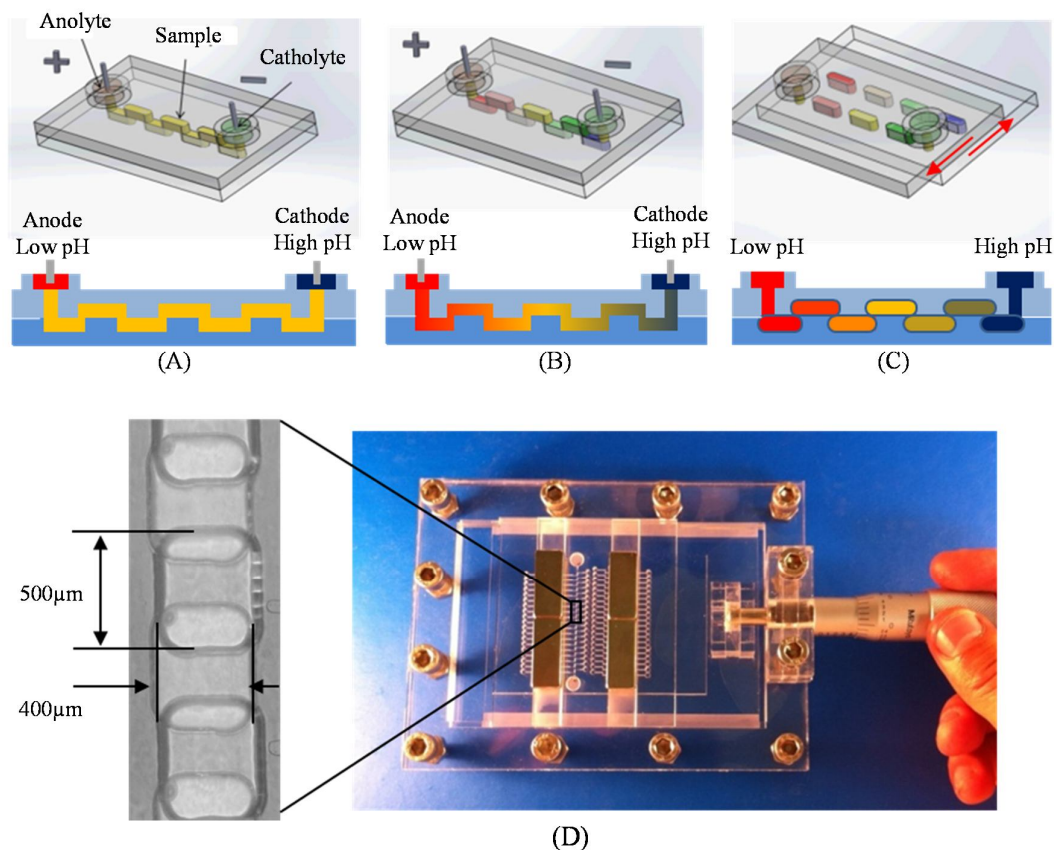 Anolyte
Sample
Catholyte
Anode
Low pH
Cathode
High pH
(A)
Anode
Low pH
Cathode
High pH
(B)
Low pH
High pH
(C)
500µm
400µm
(D)